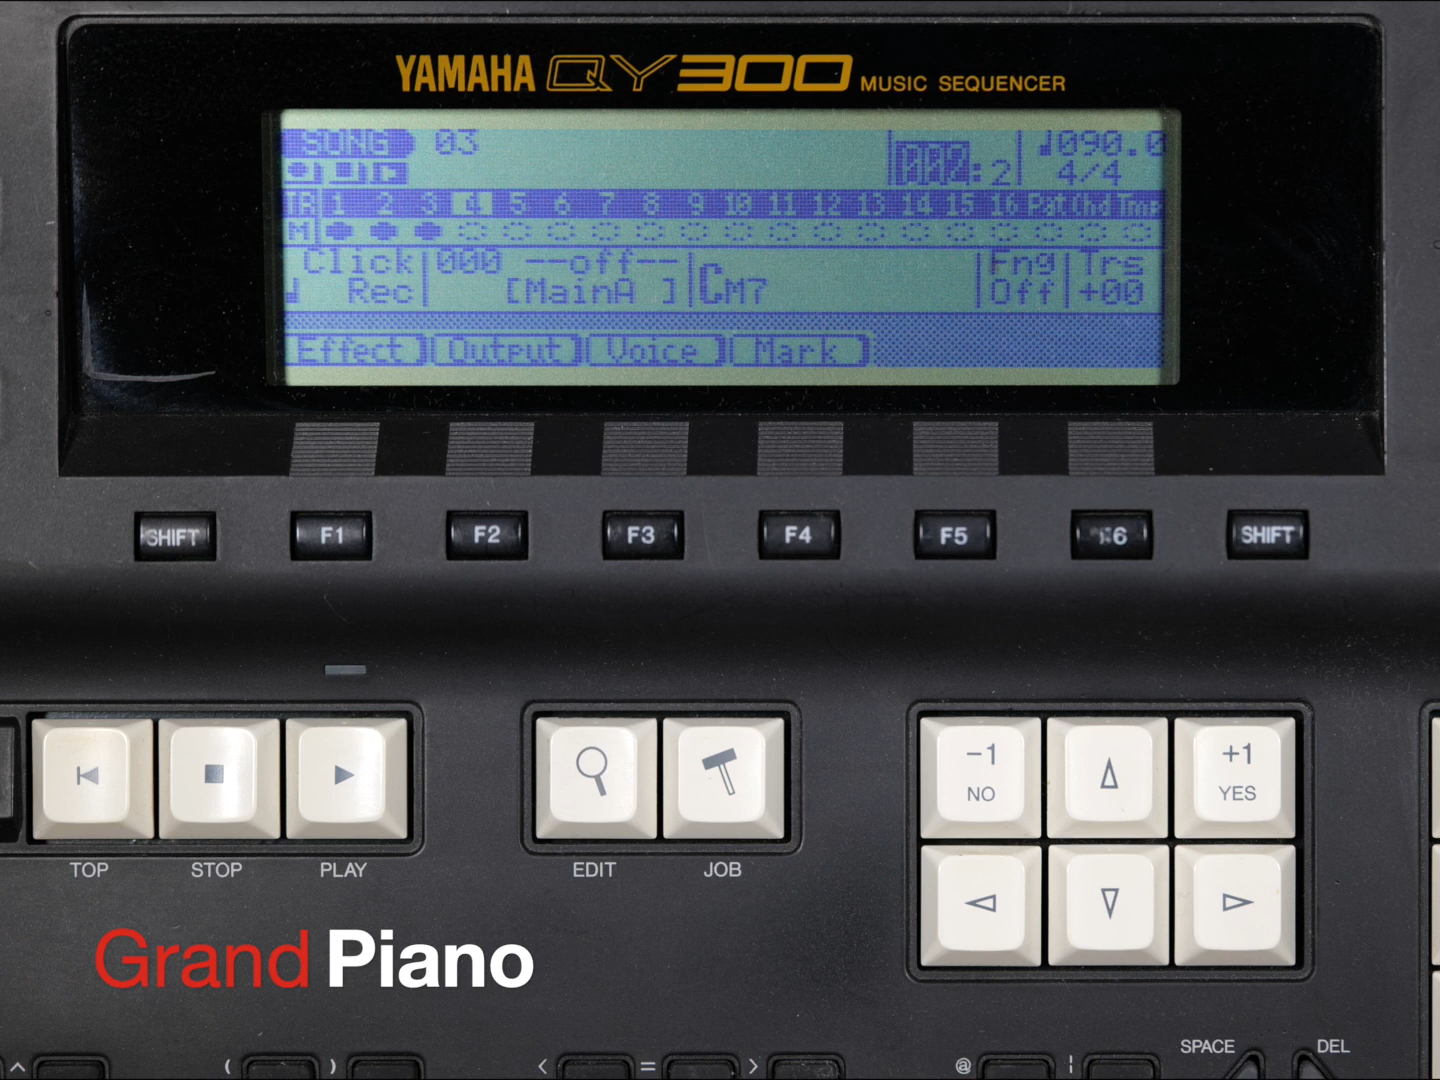 YAMAHA QY300 MUSIC SEQUENCER
SONG 03 002:2 ♩090.0
4/4
TR 1 2 3 4 5 6 7 8 9 10 11 12 13 14 15 16 Pat Chd Tmp
M
Click 000 --off-- CM7 Fng Trs
♩ Rec [MainA ] Off +00
Effect Output Voice Mark
SHIFT F1 F2 F3 F4 F5 F6 SHIFT
-1 NO
+1 YES
TOP STOP PLAY EDIT JOB
Grand Piano
SPACE DEL
^ ( ) < = > @ ¦